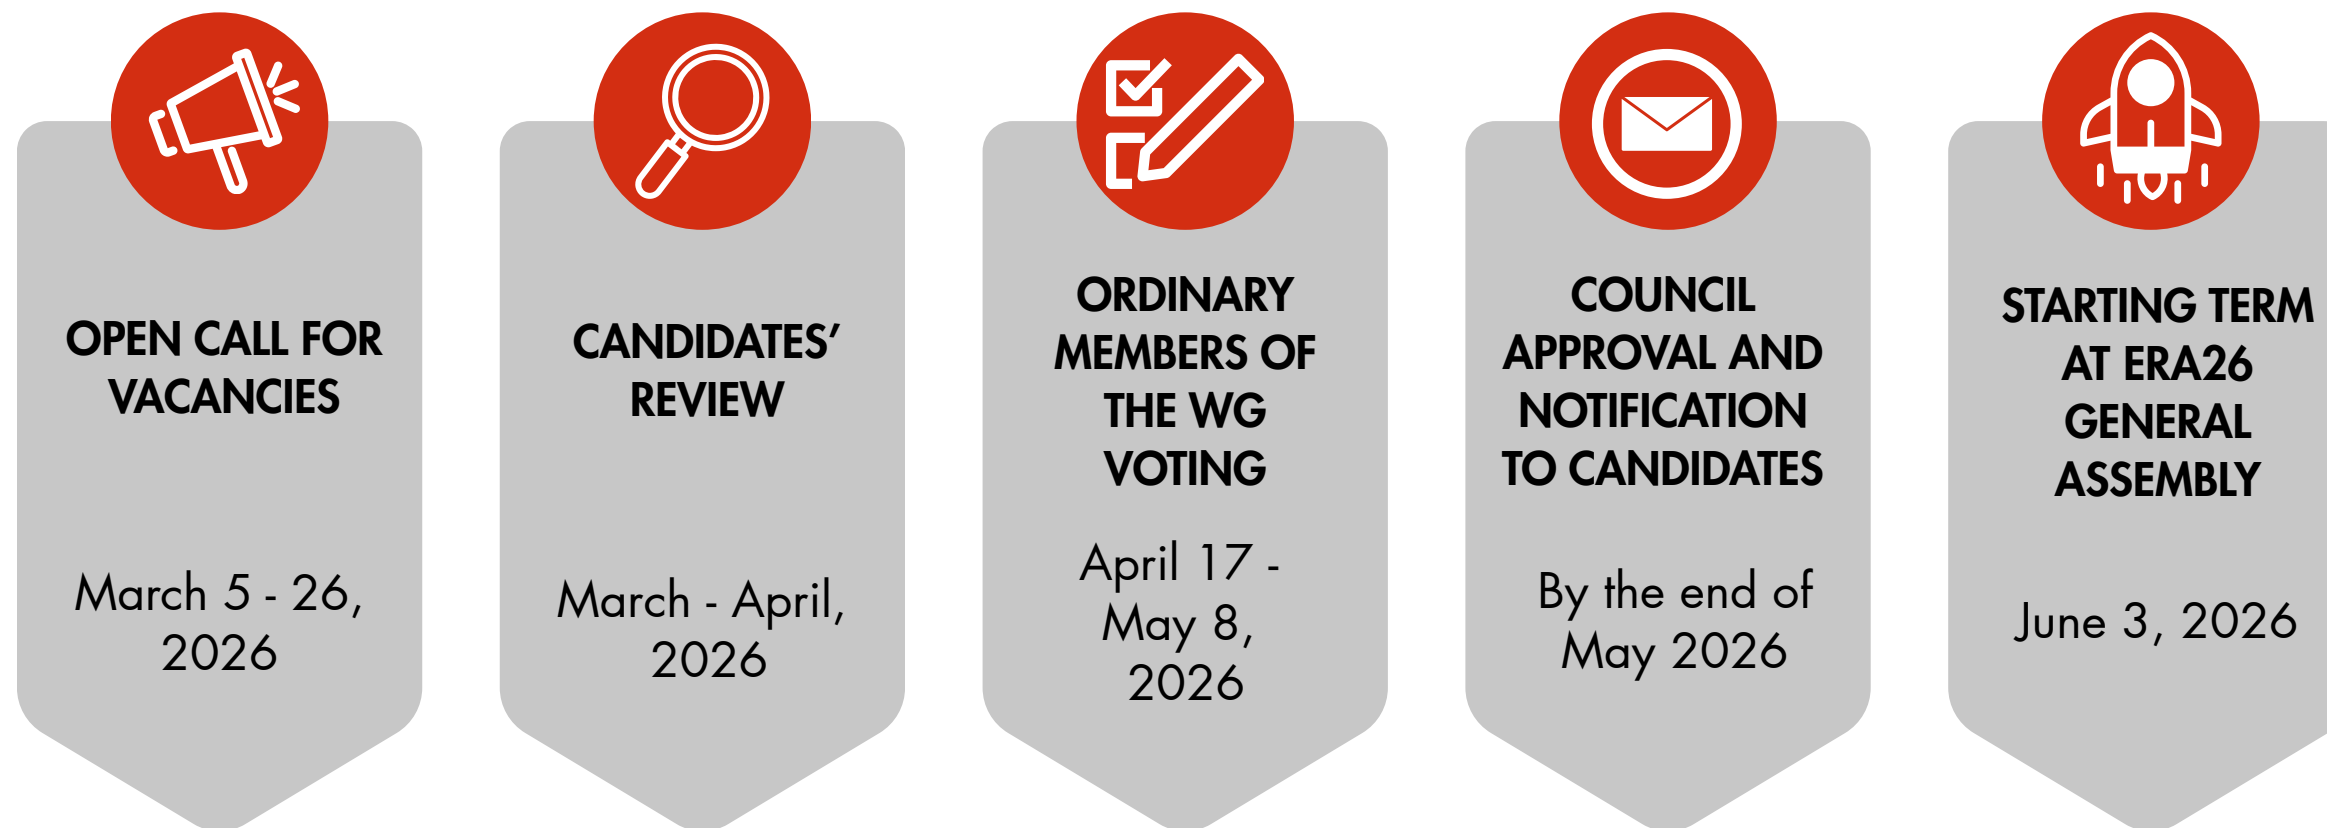 OPEN CALL FOR
VACANCIES
March 5 - 26,
2026
CANDIDATES’
REVIEW
March - April,
2026
ORDINARY
MEMBERS OF
THE WG
VOTING
April 17 -
May 8,
2026
COUNCIL
APPROVAL AND
NOTIFICATION
TO CANDIDATES
By the end of
May 2026
STARTING TERM
AT ERA26
GENERAL
ASSEMBLY
June 3, 2026